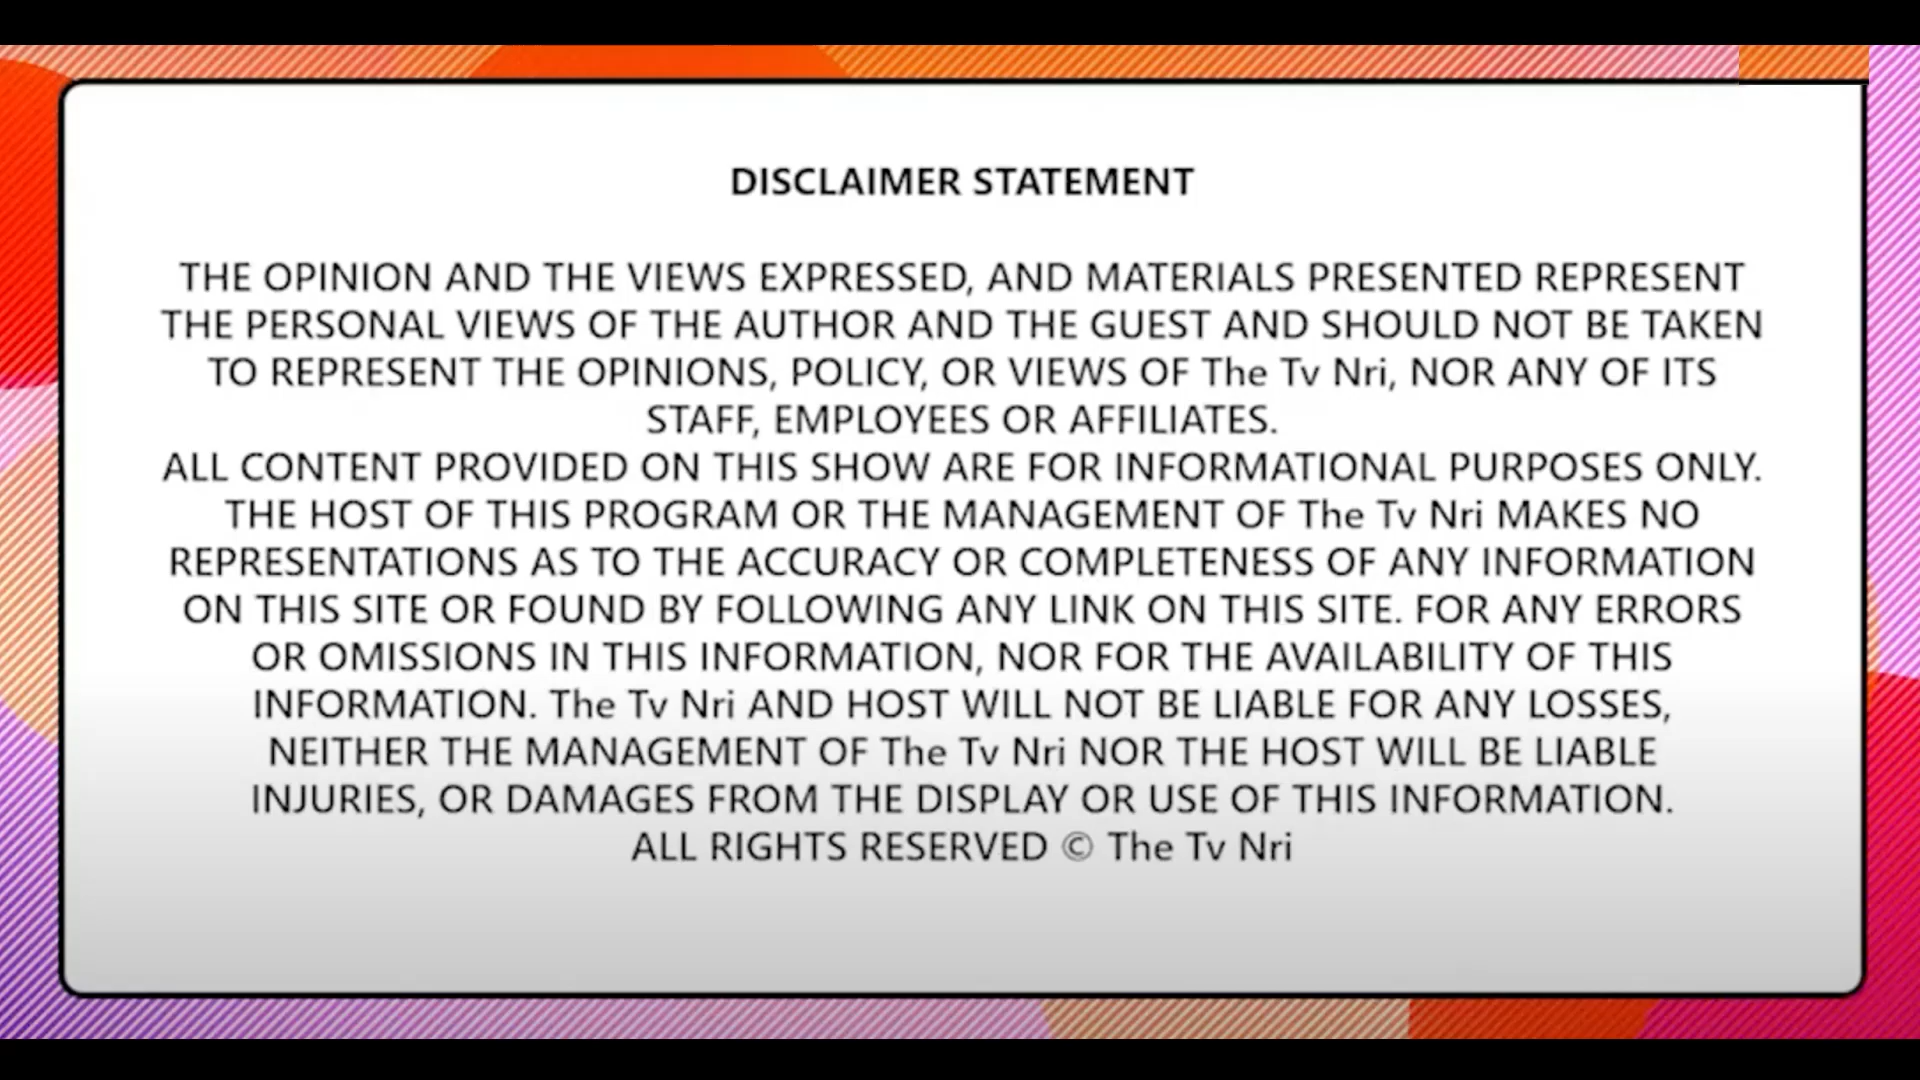 DISCLAIMER STATEMENT
THE OPINION AND THE VIEWS EXPRESSED, AND MATERIALS PRESENTED REPRESENT
THE PERSONAL VIEWS OF THE AUTHOR AND THE GUEST AND SHOULD NOT BE TAKEN
TO REPRESENT THE OPINIONS, POLICY, OR VIEWS OF The Tv Nri, NOR ANY OF ITS
STAFF, EMPLOYEES OR AFFILIATES.
ALL CONTENT PROVIDED ON THIS SHOW ARE FOR INFORMATIONAL PURPOSES ONLY.
THE HOST OF THIS PROGRAM OR THE MANAGEMENT OF The Tv Nri MAKES NO
REPRESENTATIONS AS TO THE ACCURACY OR COMPLETENESS OF ANY INFORMATION
ON THIS SITE OR FOUND BY FOLLOWING ANY LINK ON THIS SITE. FOR ANY ERRORS
OR OMISSIONS IN THIS INFORMATION, NOR FOR THE AVAILABILITY OF THIS
INFORMATION. The Tv Nri AND HOST WILL NOT BE LIABLE FOR ANY LOSSES,
NEITHER THE MANAGEMENT OF The Tv Nri NOR THE HOST WILL BE LIABLE
INJURIES, OR DAMAGES FROM THE DISPLAY OR USE OF THIS INFORMATION.
ALL RIGHTS RESERVED © The Tv Nri